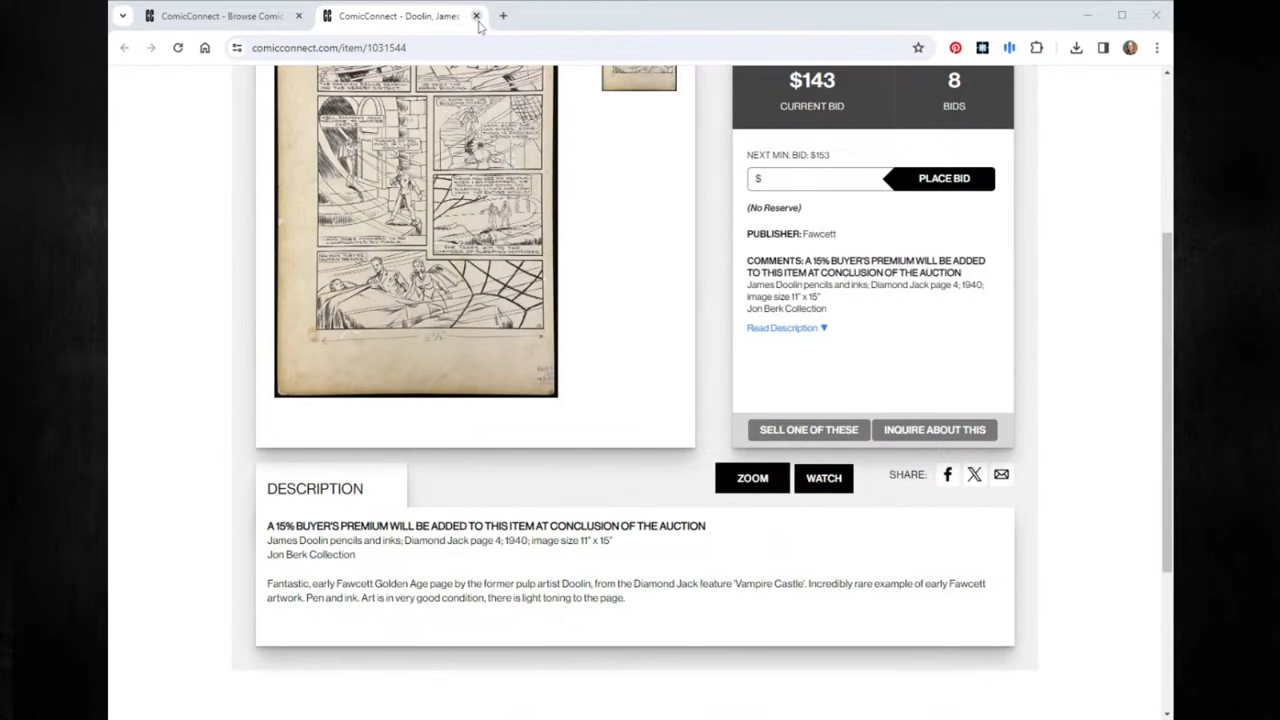 ComicConnect - Browse Comic
ComicConnect - Doolin, James
comicconnect.com/item/1031544
$143
CURRENT BID
8
BIDS
NEXT MIN. BID: $153
$
PLACE BID
(No Reserve)
PUBLISHER: Fawcett
COMMENTS: A 15% BUYER'S PREMIUM WILL BE ADDED
TO THIS ITEM AT CONCLUSION OF THE AUCTION
James Doolin pencils and inks; Diamond Jack page 4; 1940;
image size 11" x 15"
Jon Berk Collection
Read Description ▼
SELL ONE OF THESE
INQUIRE ABOUT THIS
DESCRIPTION
ZOOM
WATCH
SHARE:
A 15% BUYER'S PREMIUM WILL BE ADDED TO THIS ITEM AT CONCLUSION OF THE AUCTION
James Doolin pencils and inks; Diamond Jack page 4; 1940; image size 11" x 15"
Jon Berk Collection
Fantastic, early Fawcett Golden Age page by the former pulp artist Doolin, from the Diamond Jack feature 'Vampire Castle'. Incredibly rare example of early Fawcett
artwork. Pen and ink. Art is in very good condition, there is light toning to the page.